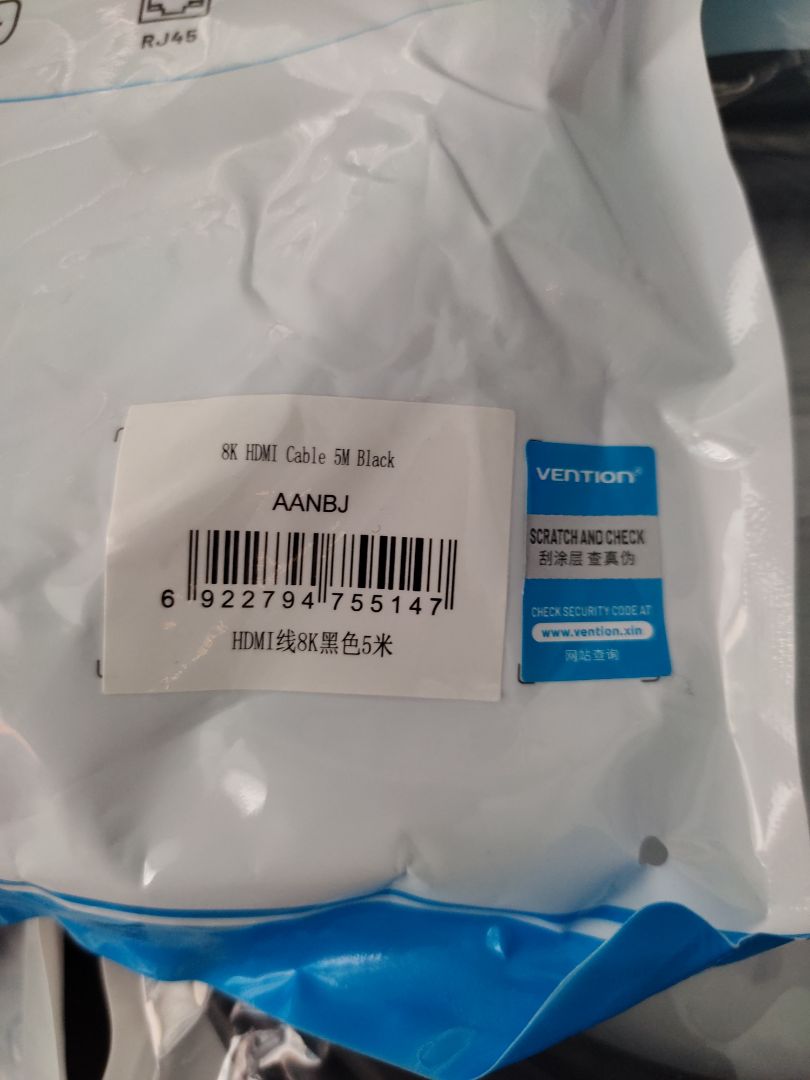 RJ45
8K HDMI Cable 5M Black
AANBJ
6 922794 755147
HDMI线8K黑色5米
VENTION®
SCRATCH AND CHECK
刮涂层 查真伪
CHECK SECURITY CODE AT
www.vention.xin
网站查询